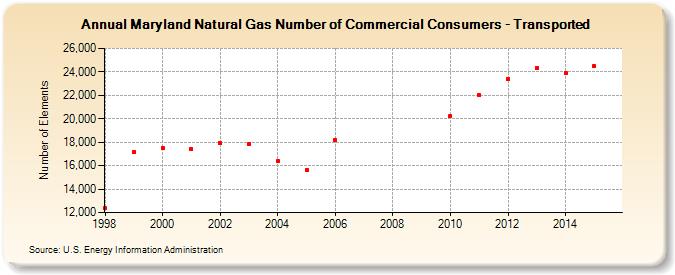 Annual Maryland Natural Gas Number of Commercial Consumers - Transported
Number of Elements
26,000
24,000
22,000
20,000
18,000
16,000
14,000
12,000
1998 2000 2002 2004 2006 2008 2010 2012 2014
Source: U.S. Energy Information Administration